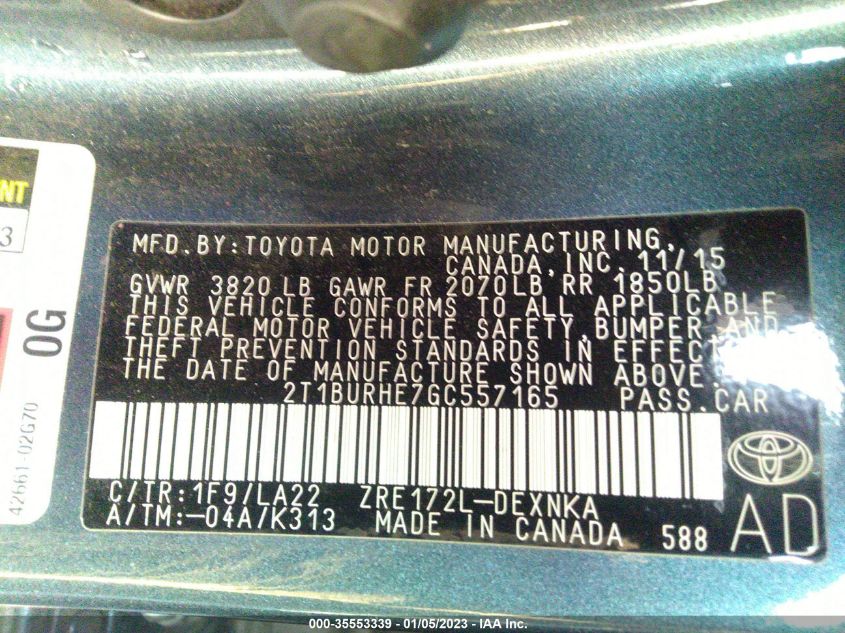 NT
3
0G
42661-02G70
MFD.BY:TOYOTA MOTOR MANUFACTURING,
CANADA,INC. 11/15
GVWR 3820 LB GAWR FR 2070LB RR 1850LB
THIS VEHICLE CONFORMS TO ALL APPLICABLE
FEDERAL MOTOR VEHICLE SAFETY,BUMPER AND
THEFT PREVENTION STANDARDS IN EFFECT
THE DATE OF MANUFACTURE SHOWN ABOVE.
2T1BURHE7GC557165 PASS.CAR
C/TR:1F9/LA22 ZRE172L-DEXNKA
A/TM:-04A/K313 MADE IN CANADA 588
AD
000-35553339 - 01/05/2023 - IAA Inc.